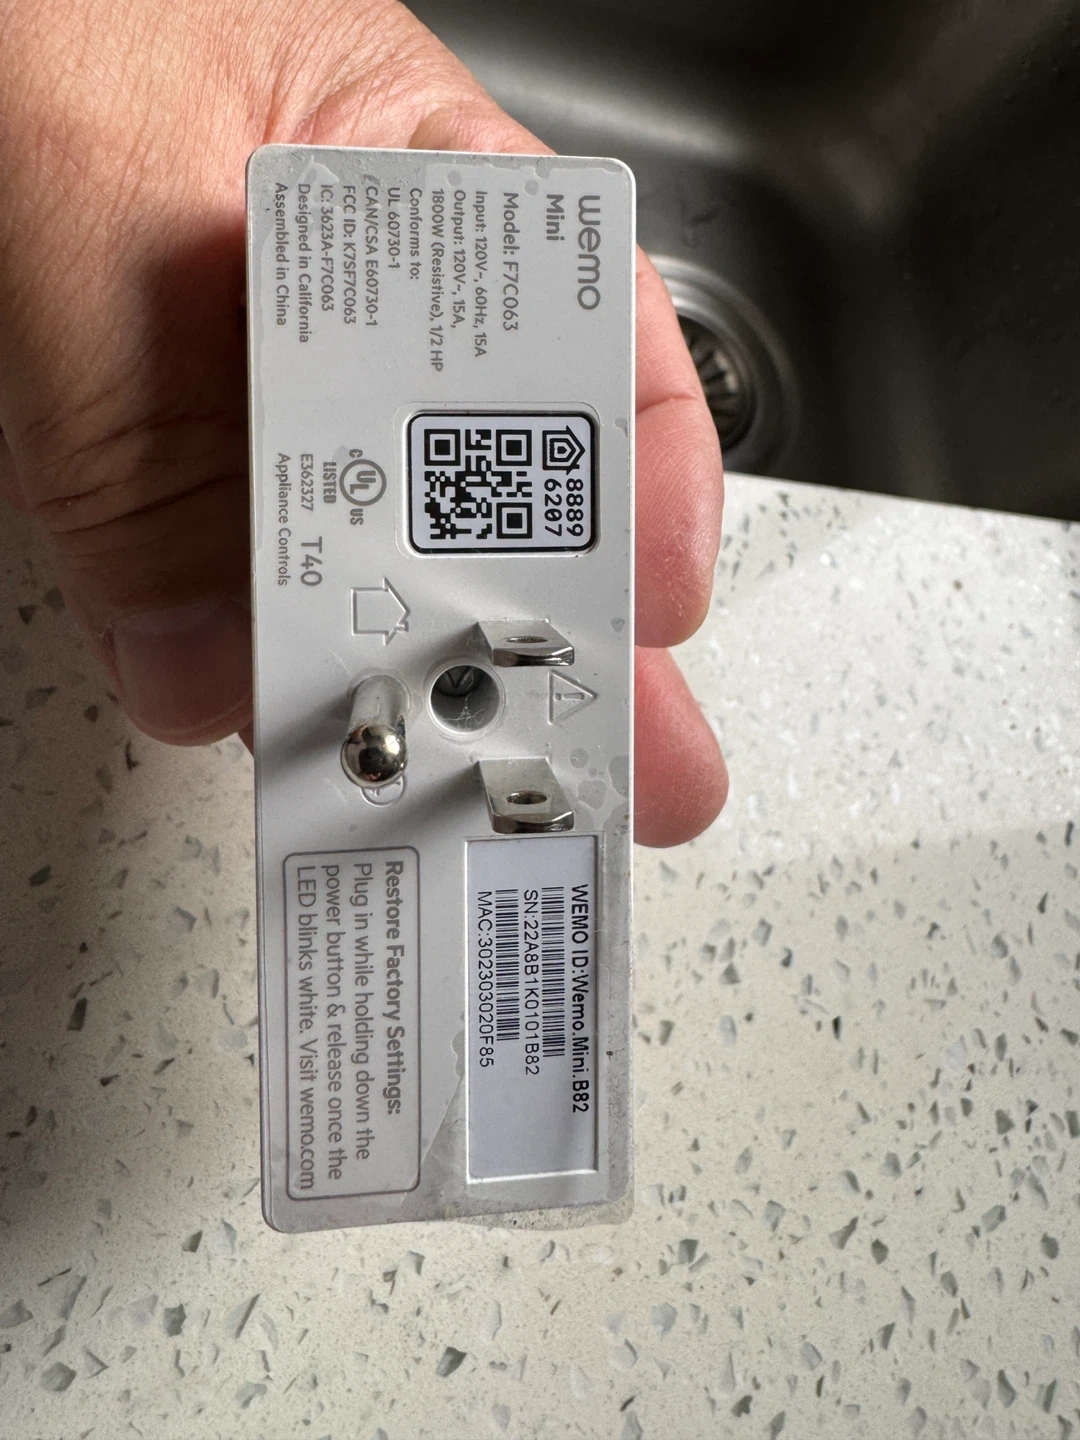 wemo
Mini
Model: F7C063
Input: 120V~, 60Hz, 15A
Output: 120V~, 15A,
1800W (Resistive), 1/2 HP
Conforms to:
UL 60730-1
CAN/CSA E60730-1
FCC ID: K7SF7C063
IC: 3623A-F7C063
Designed in California
Assembled in China
8889
6207
C UL US
LISTED
E362327
Appliance Controls
T40
WEMO ID:Wemo.Mini.B82
SN:22A8B1K0101B82
MAC:302303020F85
Restore Factory Settings:
Plug in while holding down the
power button & release once the
LED blinks white. Visit wemo.com